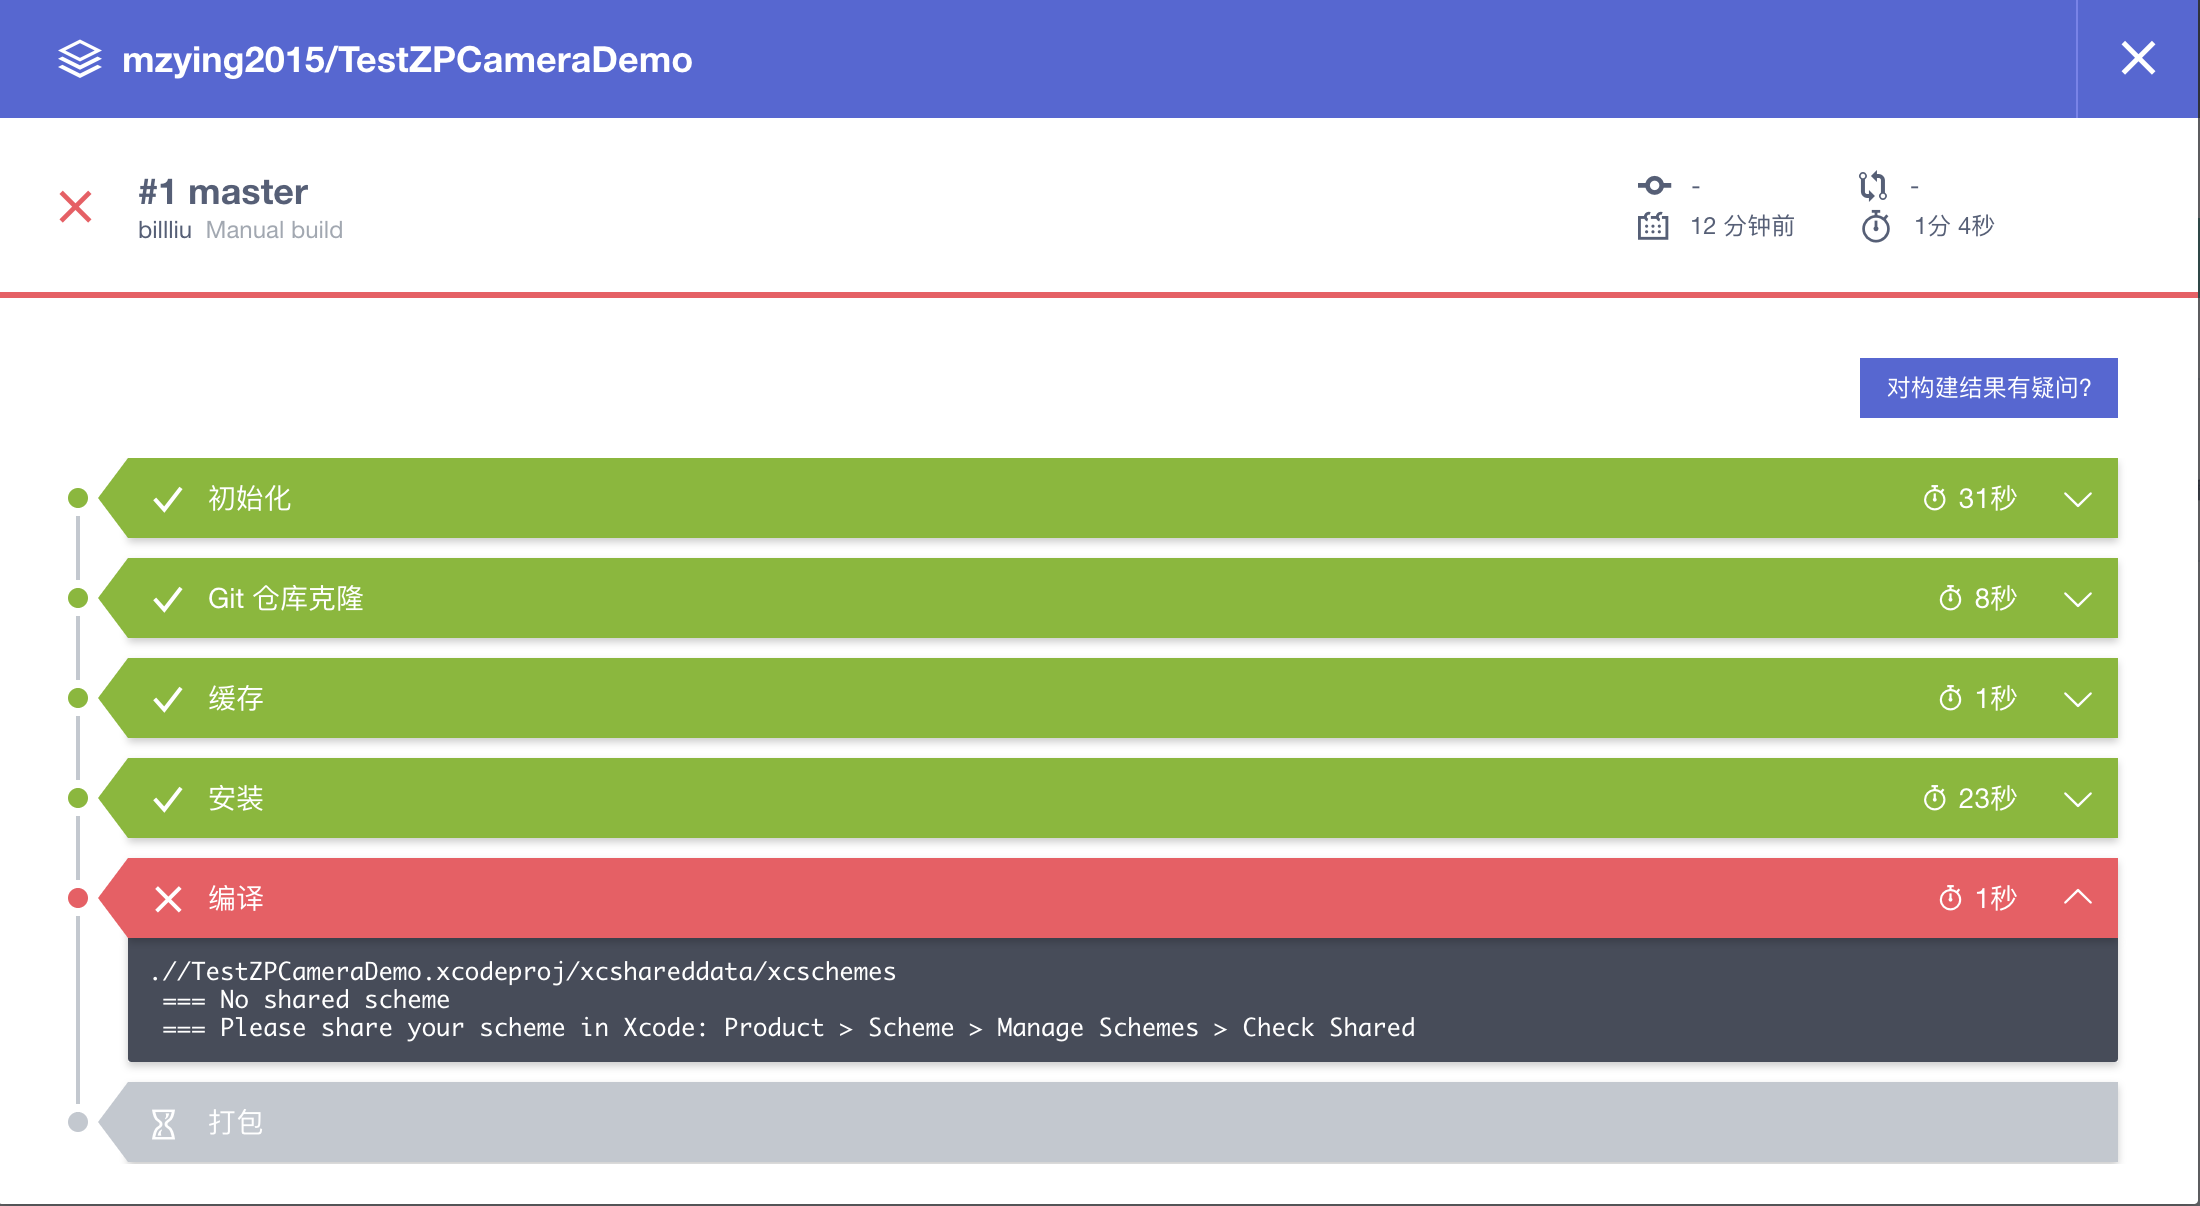 mzying2015/TestZPCameraDemo
#1 master
billliu Manual build
- -
12 分钟前 1分 4秒
对构建结果有疑问?
初始化 31秒
Git 仓库克隆 8秒
缓存 1秒
安装 23秒
编译 1秒
.//TestZPCameraDemo.xcodeproj/xcshareddata/xcschemes
=== No shared scheme
=== Please share your scheme in Xcode: Product > Scheme > Manage Schemes > Check Shared
打包